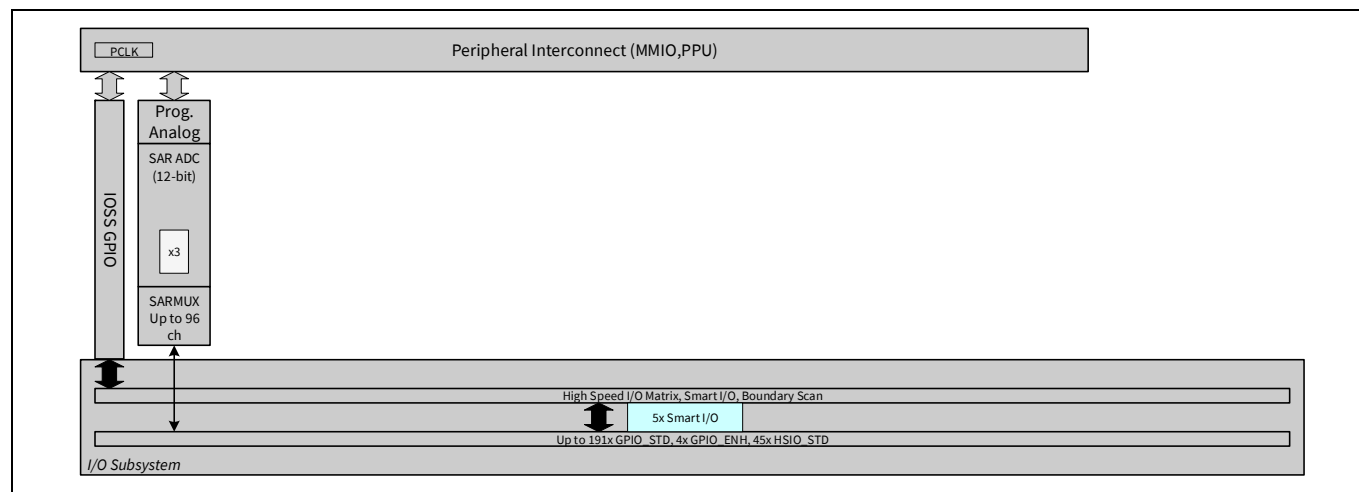 PCLK
Peripheral Interconnect (MMIO,PPU)
IOSS GPIO
Prog.
Analog
SAR ADC
(12-bit)
x3
SARMUX
Up to 96
ch
High Speed I/O Matrix, Smart I/O, Boundary Scan
5x Smart I/O
Up to 191x GPIO_STD, 4x GPIO_ENH, 45x HSIO_STD
I/O Subsystem